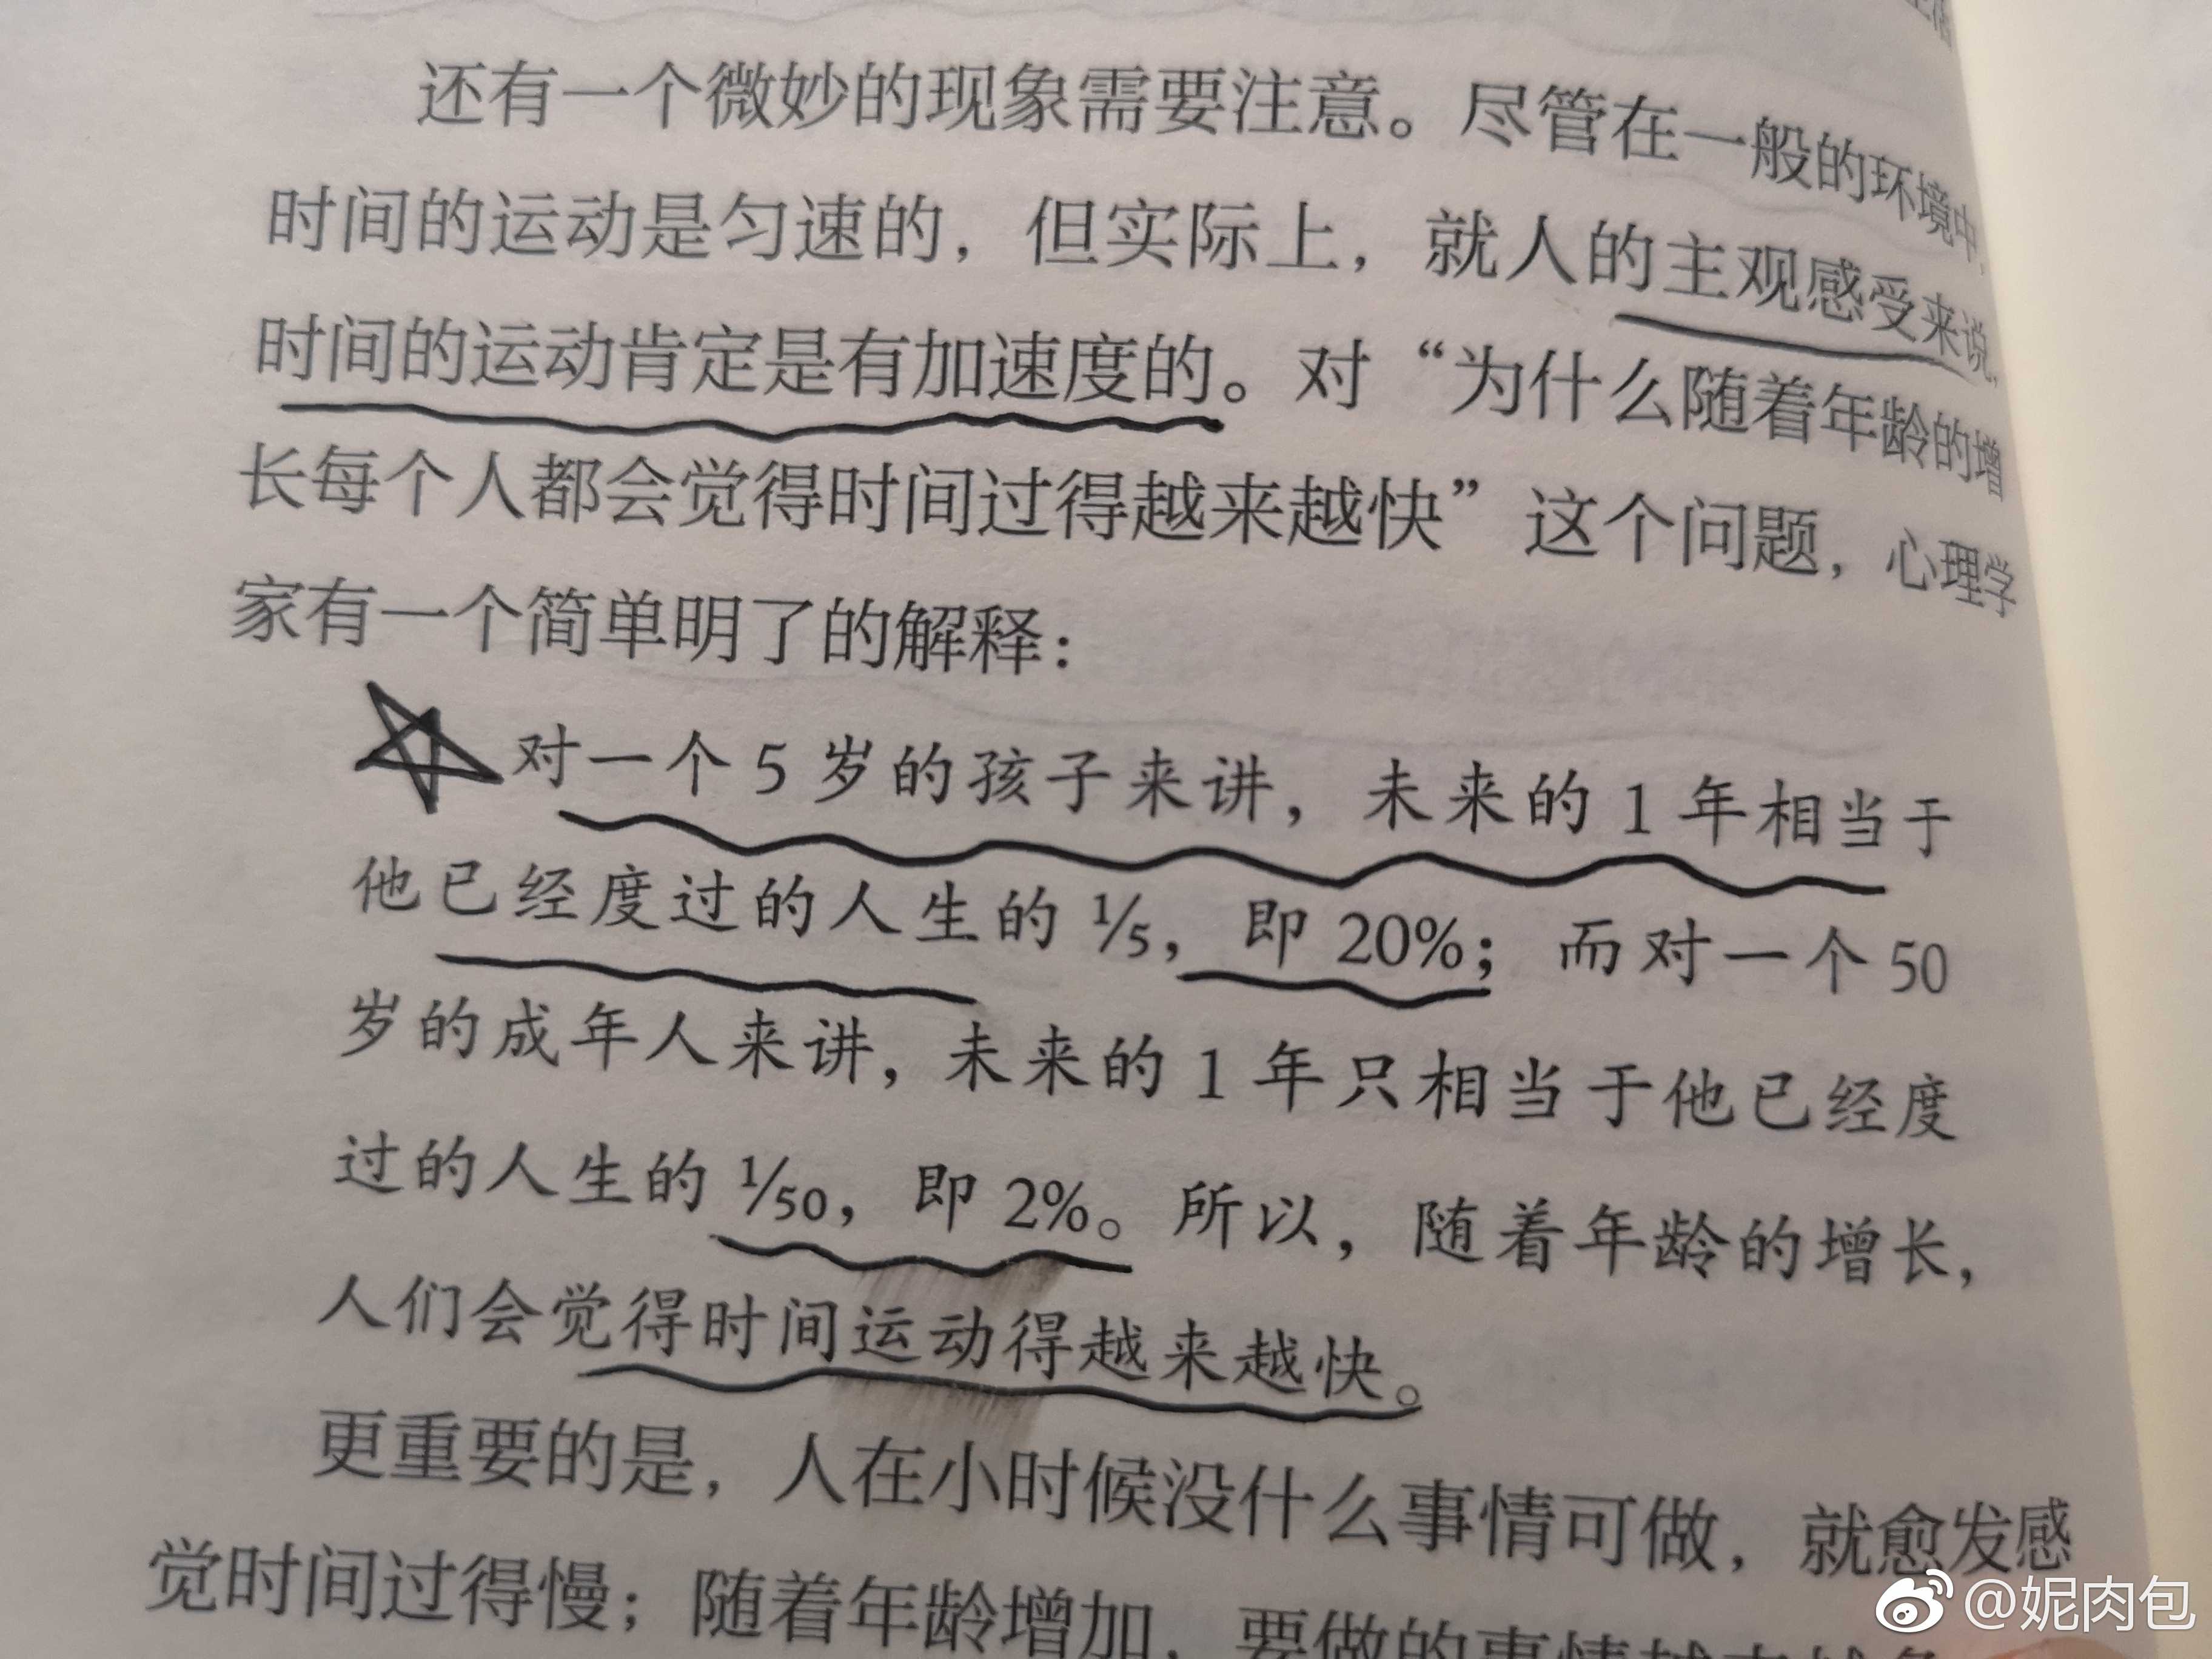 还有一个微妙的现象需要注意。尽管在一般的环境中，
时间的运动是匀速的，但实际上，就人的主观感受来说，
时间的运动肯定是有加速度的。对“为什么随着年龄的增
长每个人都会觉得时间过得越来越快”这个问题，心理学
家有一个简单明了的解释：
对一个5岁的孩子来讲，未来的1年相当于
他已经度过的人生的⅕，即20%；而对一个50
岁的成年人来讲，未来的1年只相当于他已经度
过的人生的1/50，即2%。所以，随着年龄的增长，
人们会觉得时间运动得越来越快。
更重要的是，人在小时候没什么事情可做，就愈发感
觉时间过得慢；随着年龄增加，要做的事情越来越多
@妮肉包